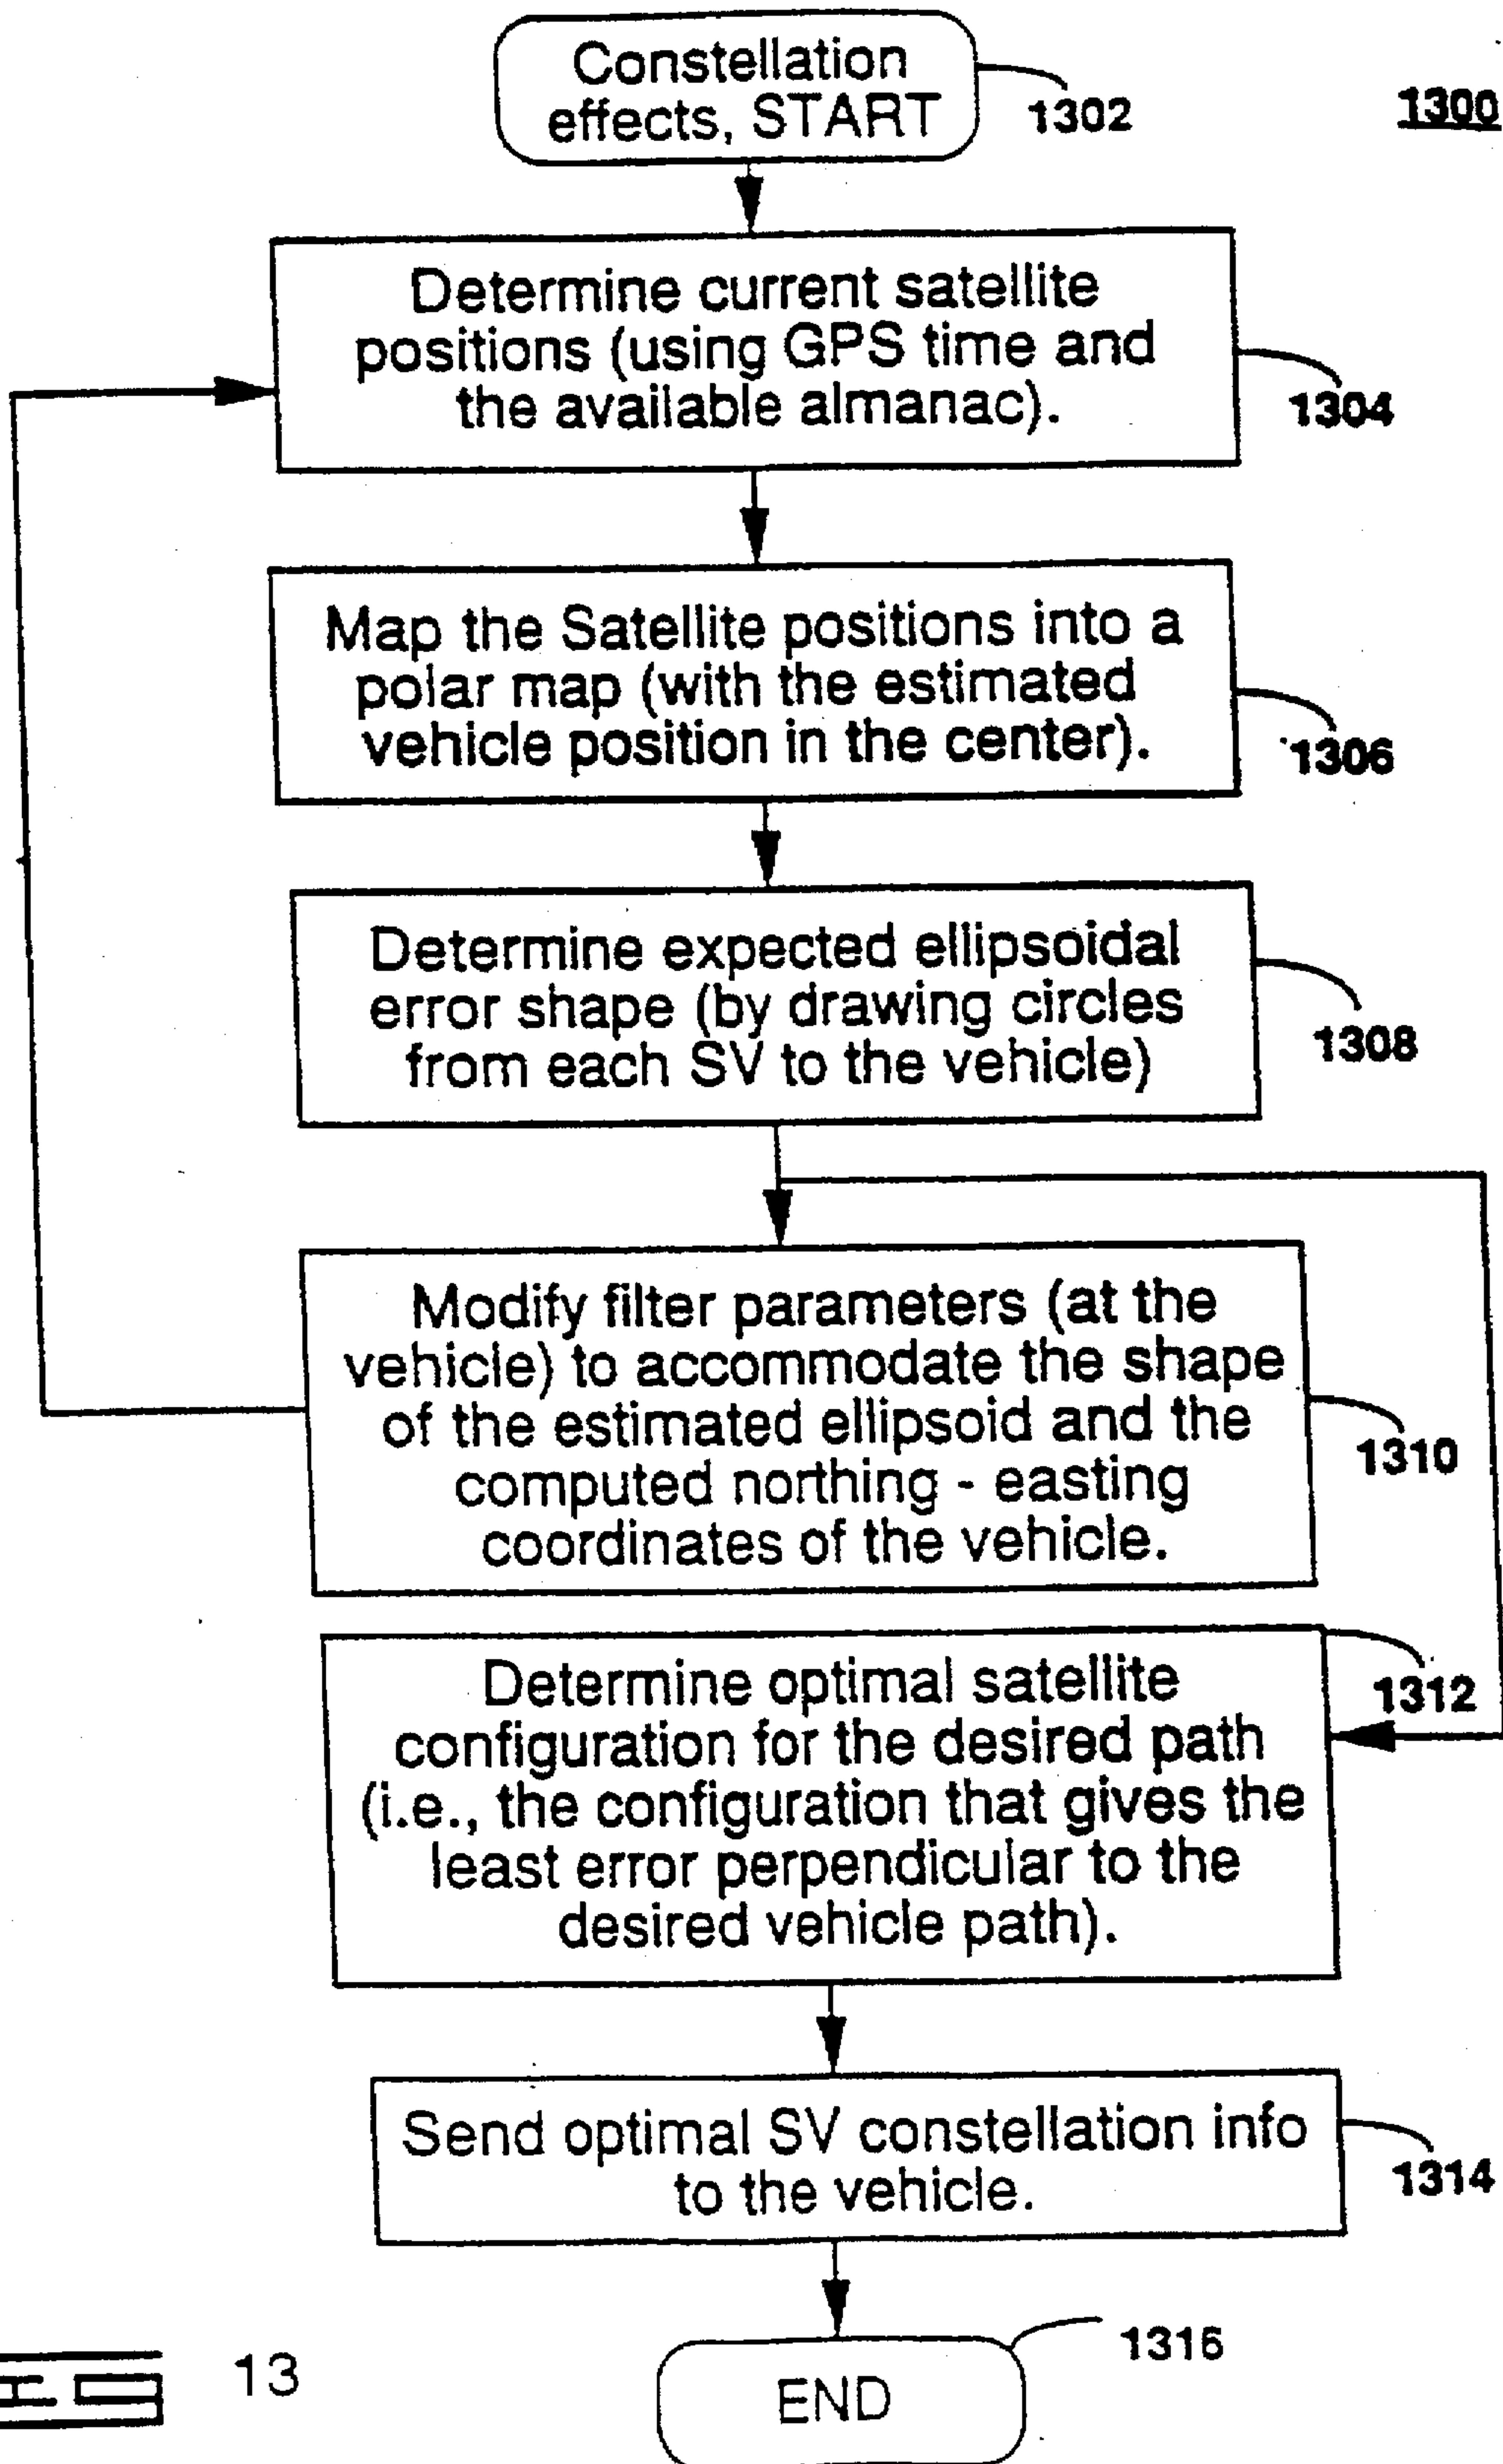 Constellation
effects, START
1302
1300
Determine current satellite
positions (using GPS time and
the available almanac).
1304
Map the Satellite positions into a
polar map (with the estimated
vehicle position in the center).
1306
Determine expected ellipsoidal
error shape (by drawing circles
from each SV to the vehicle)
1308
Modify filter parameters (at the
vehicle) to accommodate the shape
of the estimated ellipsoid and the
computed northing - easting
coordinates of the vehicle.
1310
Determine optimal satellite
configuration for the desired path
(i.e., the configuration that gives the
least error perpendicular to the
desired vehicle path).
1312
Send optimal SV constellation info
to the vehicle.
1314
END
1316
13